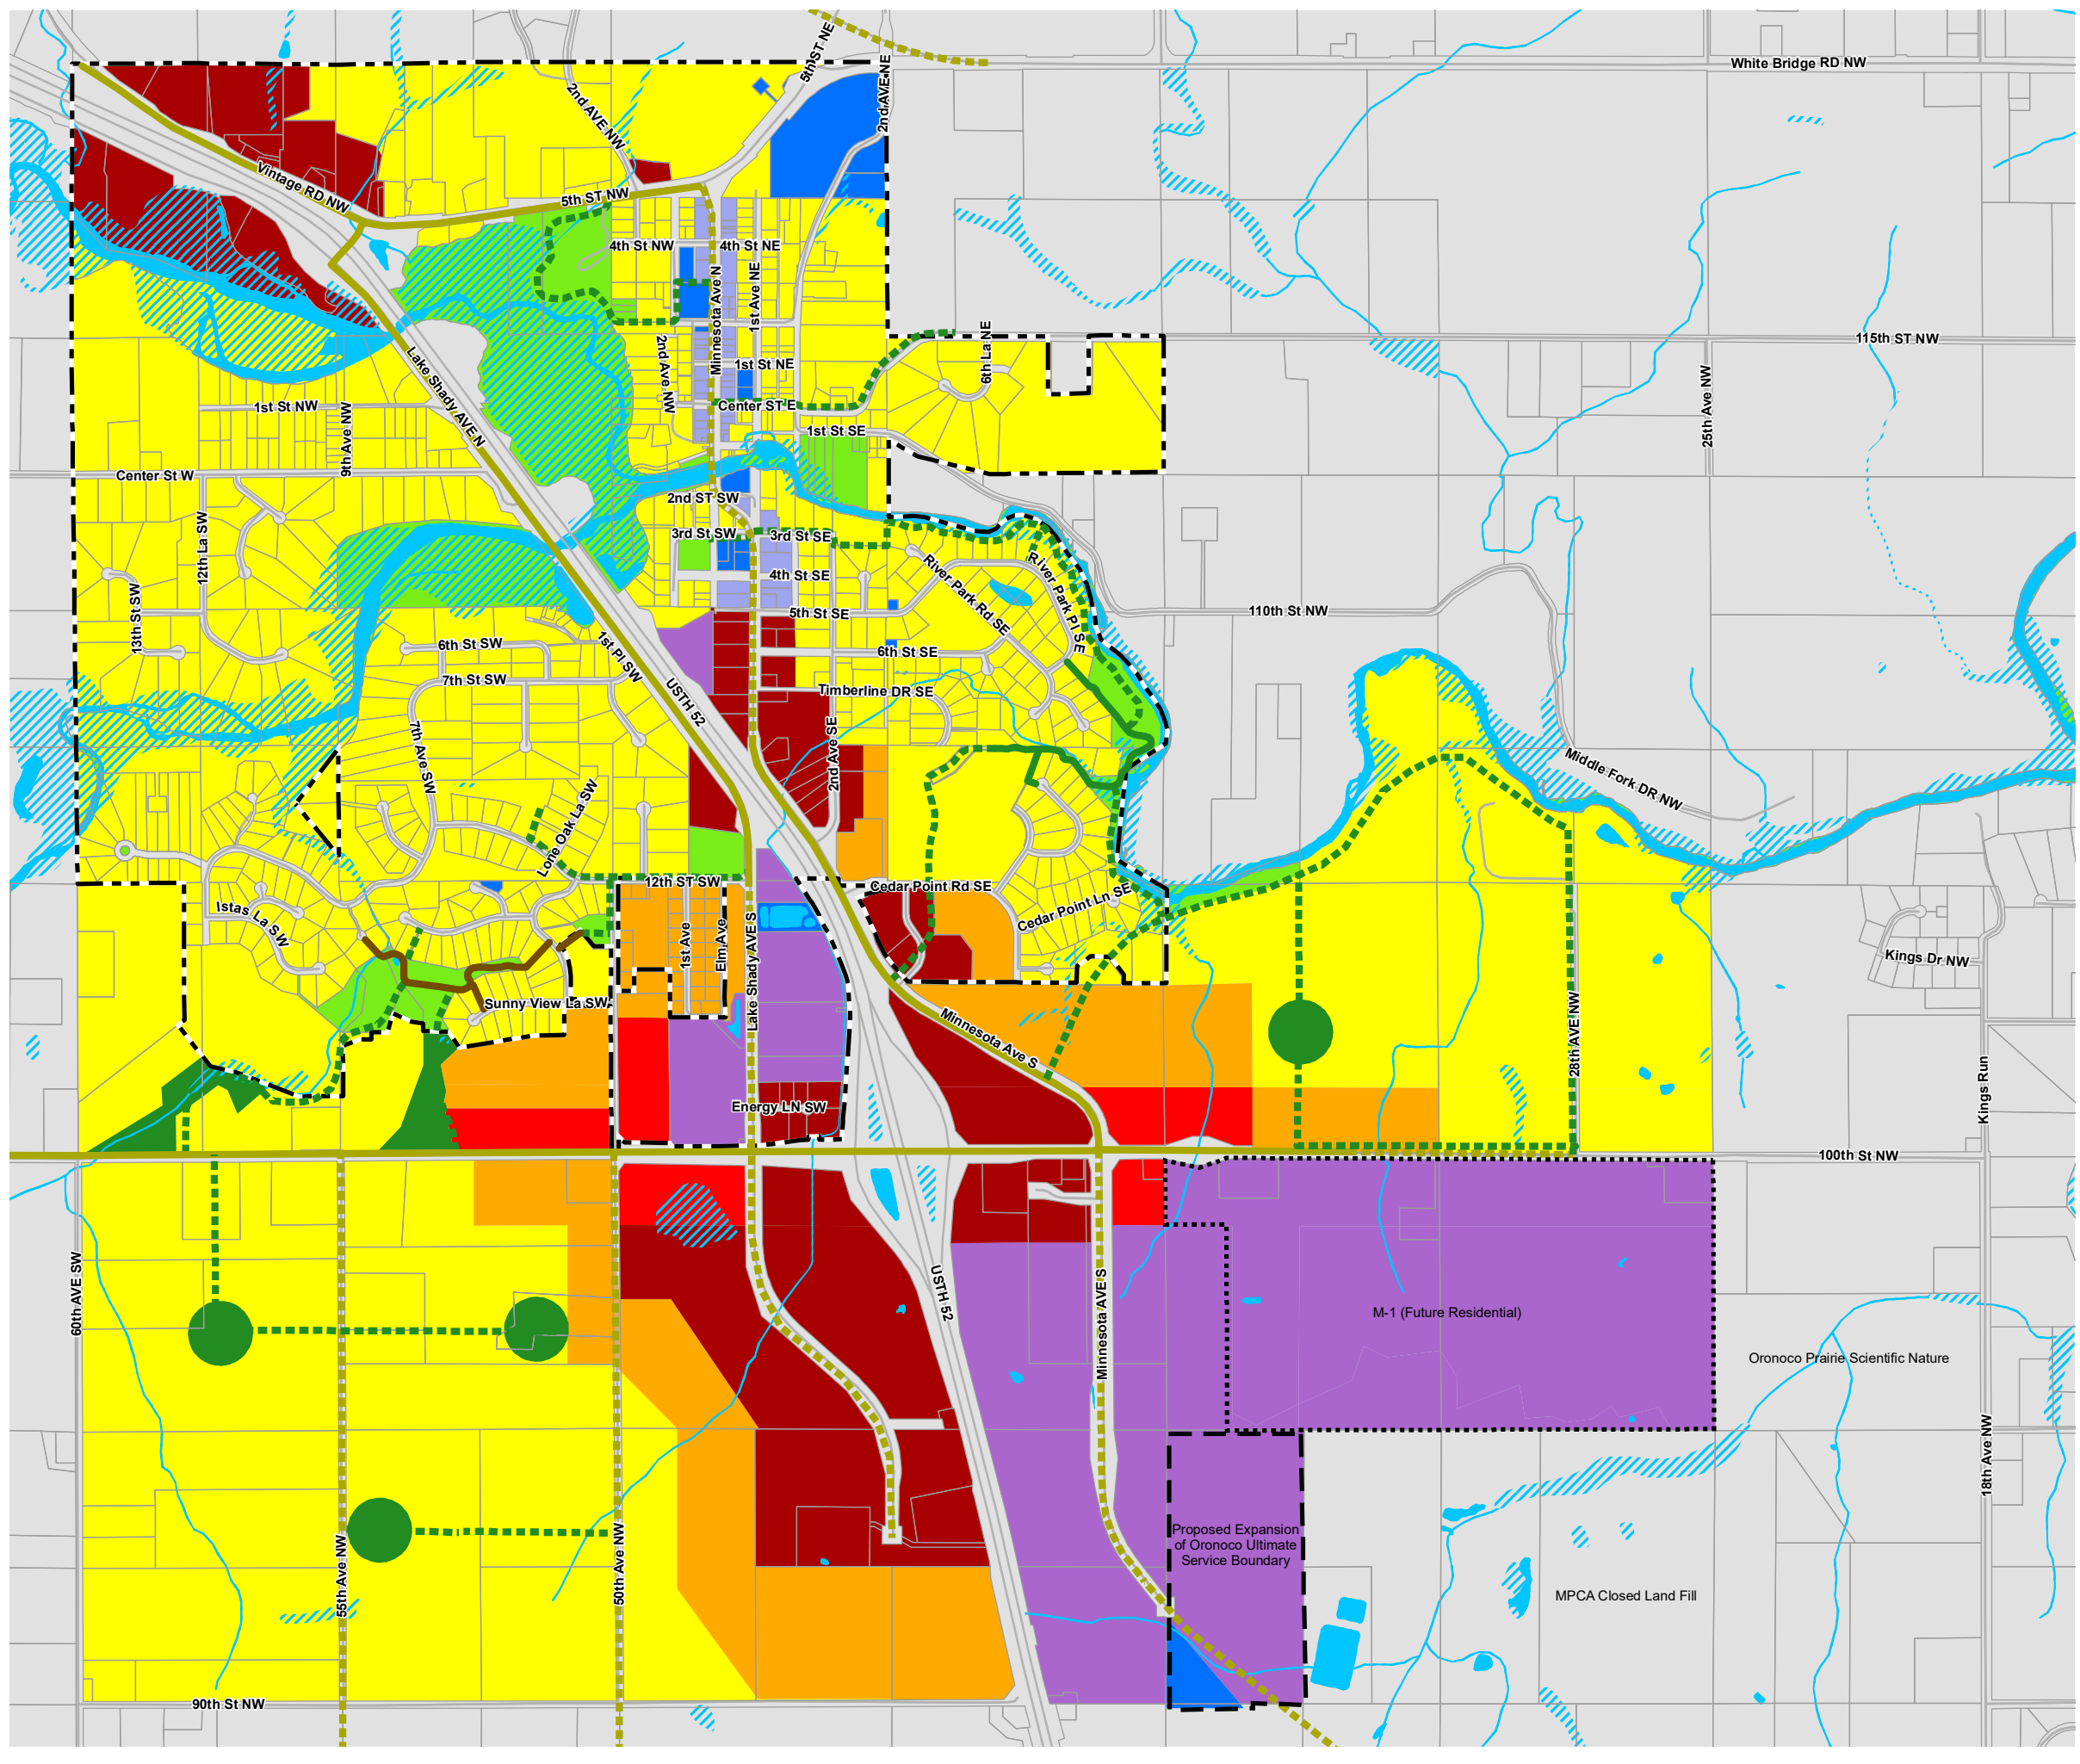 White Bridge RD NW
5th ST NE
2nd AVE NE
2nd AVE NW
Vintage RD NW
5th ST NW
4th St NW
4th St NE
Minnesota Ave N
1st Ave NE
115th ST NW
6th La NE
2nd Ave NW
1st St NE
Lake Shady AVE N
25th Ave NW
1st St NW
9th Ave NW
Center ST E
1st St SE
Center St W
2nd ST SW
12th La SW
3rd St SW
3rd St SE
4th St SE
River Park Rd SE
River Park Pl SE
13th St SW
5th St SE
110th St NW
6th St SW
1st Pl SW
6th St SE
7th St SW
USTH 52
Timberline DR SE
7th Ave SW
2nd Ave SE
Middle Fork DR NW
Lone Oak La SW
12th ST SW
Cedar Point Rd SE
Cedar Point Ln SE
Istas La SW
1st Ave
Elm Ave
Lake Shady AVE S
Kings Dr NW
Sunny View La SW
Minnesota Ave S
28th AVE NW
Kings Run
Energy LN SW
100th St NW
60th AVE SW
USTH 52
Minnesota AVE S
M-1 (Future Residential)
Oronoco Prairie Scientific Nature
18th Ave NW
55th Ave NW
50th Ave NW
Proposed Expansion
of Oronoco Ultimate
Service Boundary
MPCA Closed Land Fill
90th St NW